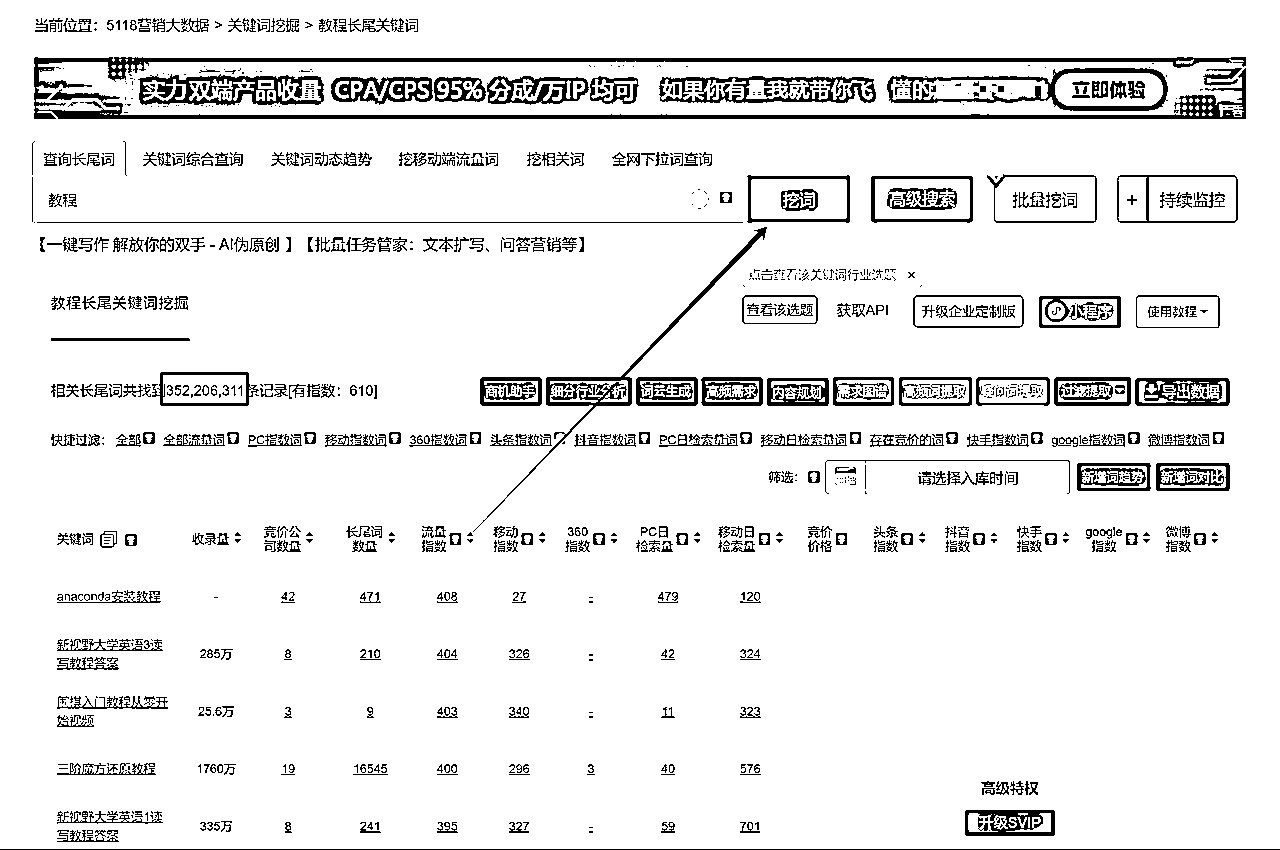 当前位置：5118营销大数据 > 关键词挖掘 > 教程长尾关键词
实力双端产品收量 CPA/CPS 95% 分成/万IP 均可 如果你有量我就带你飞 懂的 立即体验
广告
查询长尾词 关键词综合查询 关键词动态趋势 挖移动端流量词 挖相关词 全网下拉词查询
教程 挖词 高级搜索 批量挖词 + 持续监控
【一键写作 解放你的双手 - AI伪原创 】【批量任务管家：文本扩写、问答营销等】
点击查看该关键词行业选题 ×
教程长尾关键词挖掘 查看该选题 获取API 升级企业定制版 小程序 使用教程
相关长尾词共找到352,206,311条记录[有指数：610] 商机助手 细分行业分析 词云生成 高频需求 内容规划 需求图谱 高频词提取 疑问词提取 过滤提取 导出数据
快捷过滤： 全部 全部流量词 PC指数词 移动指数词 360指数词 头条指数词 抖音指数词 PC日检索量词 移动日检索量词 存在竞价的词 快手指数词 google指数词 微博指数词
筛选： 请选择入库时间 新增词趋势 新增词对比
关键词 收录量 竞价公司数量 长尾词数量 流量指数 移动指数 360指数 PC日检索量 移动日检索量 竞价价格 头条指数 抖音指数 快手指数 google指数 微博指数
anaconda安装教程 - 42 471 408 27 - 479 120
新视野大学英语3读写教程答案 285万 8 210 404 326 - 42 324
围棋入门教程从零开始视频 25.6万 3 9 403 340 - 11 323
三阶魔方还原教程 1760万 19 16545 400 296 3 40 576
高级特权
新视野大学英语1读写教程答案 335万 8 241 395 327 - 59 701
升级SVIP